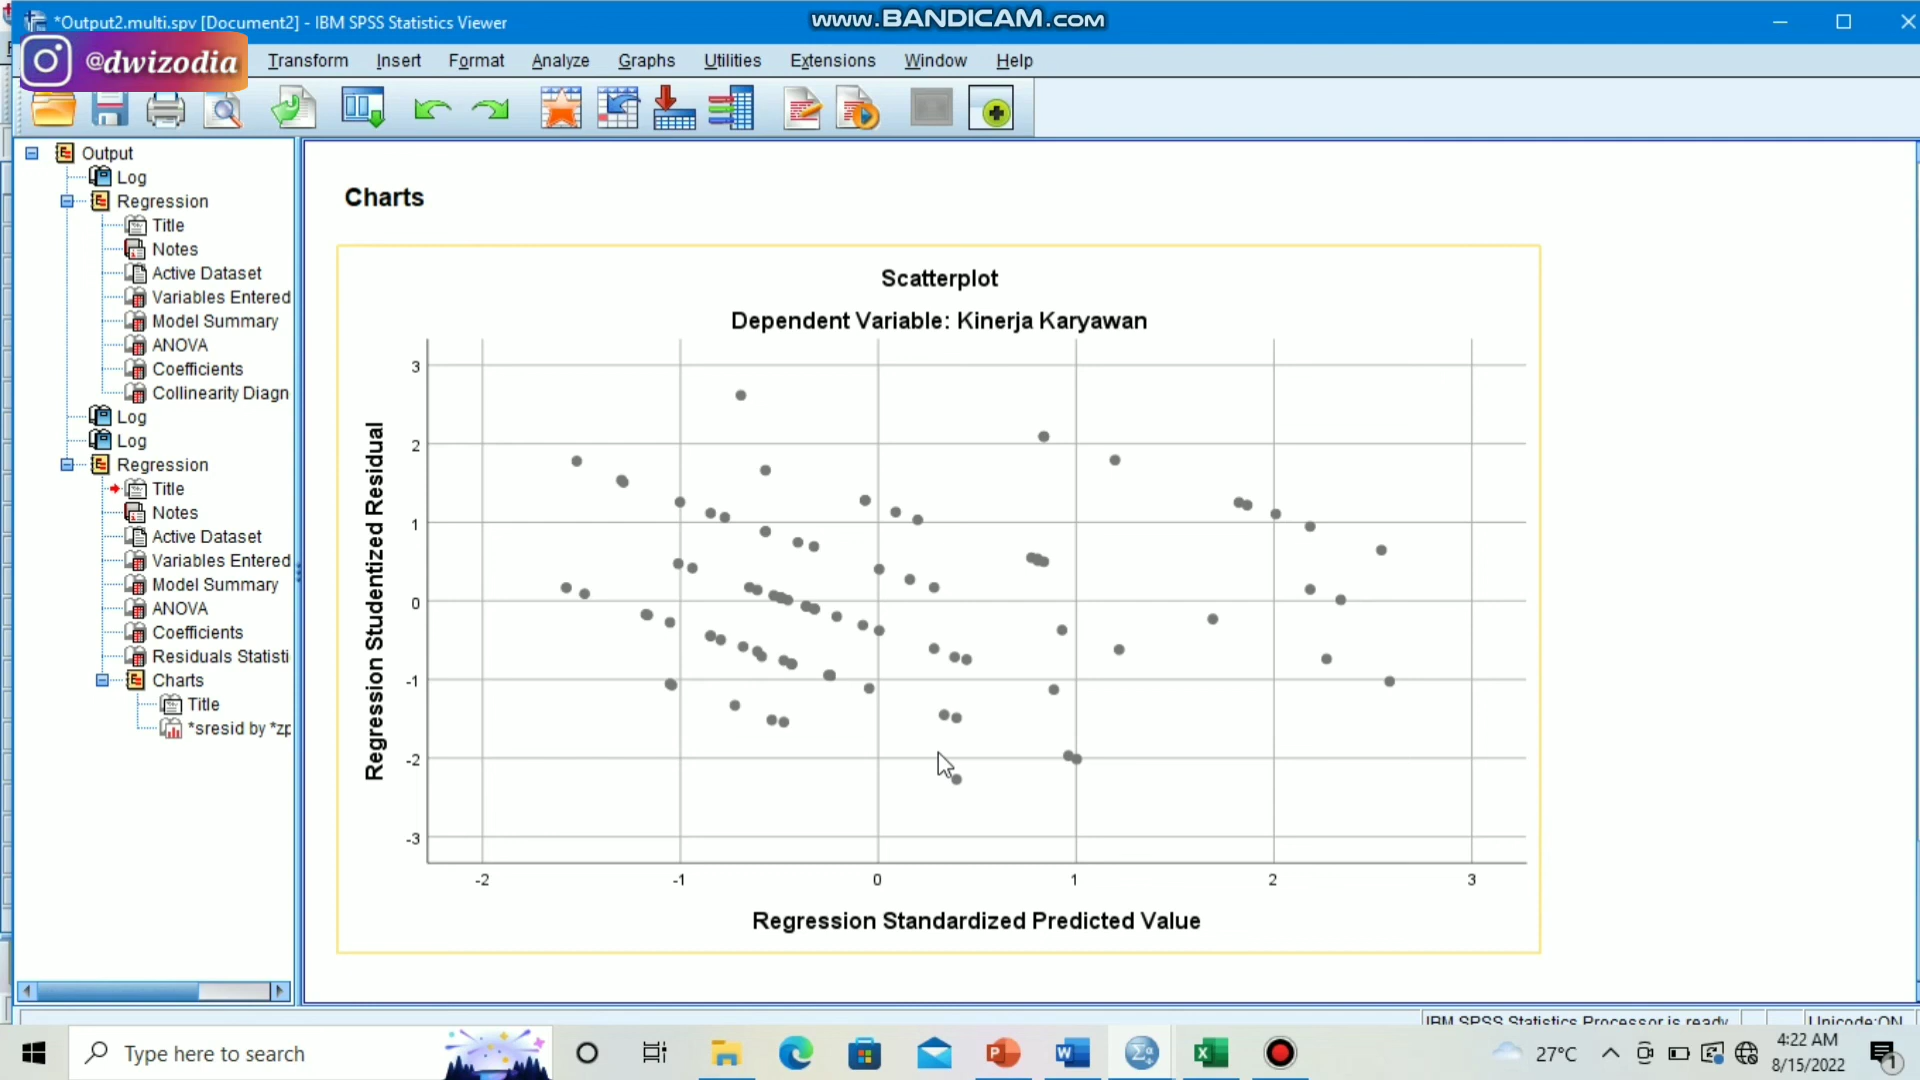 *Output2.multi.spv [Document2] - IBM SPSS Statistics Viewer
www.BANDICAM.com
@dwizodia
Transform Insert Format Analyze Graphs Utilities Extensions Window Help
Output
Log
Regression
Title
Notes
Active Dataset
Variables Entered
Model Summary
ANOVA
Coefficients
Collinearity Diagn
Log
Log
Regression
Title
Notes
Active Dataset
Variables Entered
Model Summary
ANOVA
Coefficients
Residuals Statisti
Charts
Title
*sresid by *zp
Charts
Scatterplot
Dependent Variable: Kinerja Karyawan
Regression Studentized Residual
3
2
1
0
-1
-2
-3
-2 -1 0 1 2 3
Regression Standardized Predicted Value
IBM SPSS Statistics Processor is ready
Unicode:ON
Type here to search
27°C
4:22 AM
8/15/2022
1